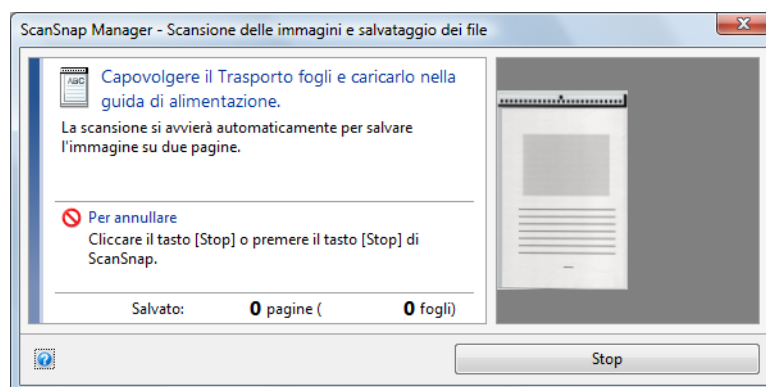 ScanSnap Manager - Scansione delle immagini e salvataggio dei file
ABC
Capovolgere il Trasporto fogli e caricarlo nella
guida di alimentazione.
La scansione si avvierà automaticamente per salvare
l'immagine su due pagine.
Per annullare
Cliccare il tasto [Stop] o premere il tasto [Stop] di
ScanSnap.
Salvato: 0 pagine ( 0 fogli)
Stop